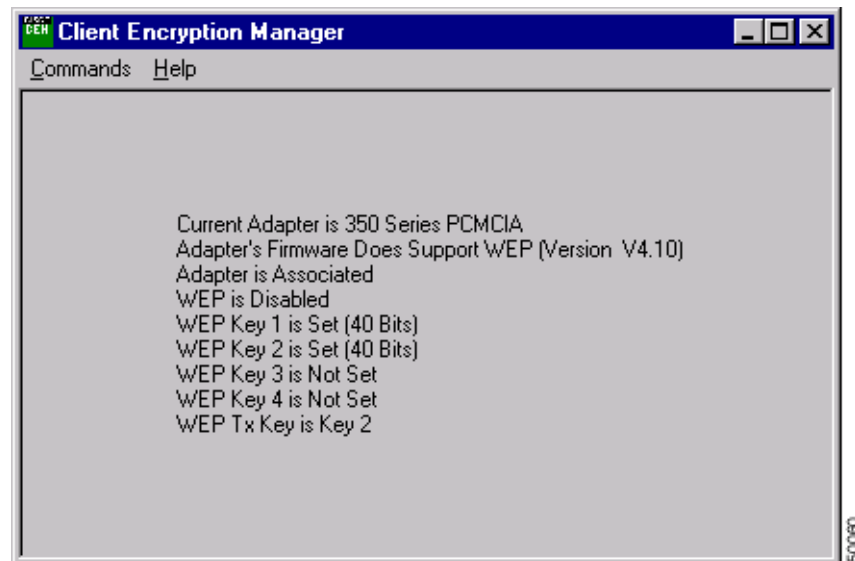 CEM
Client Encryption Manager
Commands Help
Current Adapter is 350 Series PCMCIA
Adapter's Firmware Does Support WEP (Version V4.10)
Adapter is Associated
WEP is Disabled
WEP Key 1 is Set (40 Bits)
WEP Key 2 is Set (40 Bits)
WEP Key 3 is Not Set
WEP Key 4 is Not Set
WEP Tx Key is Key 2